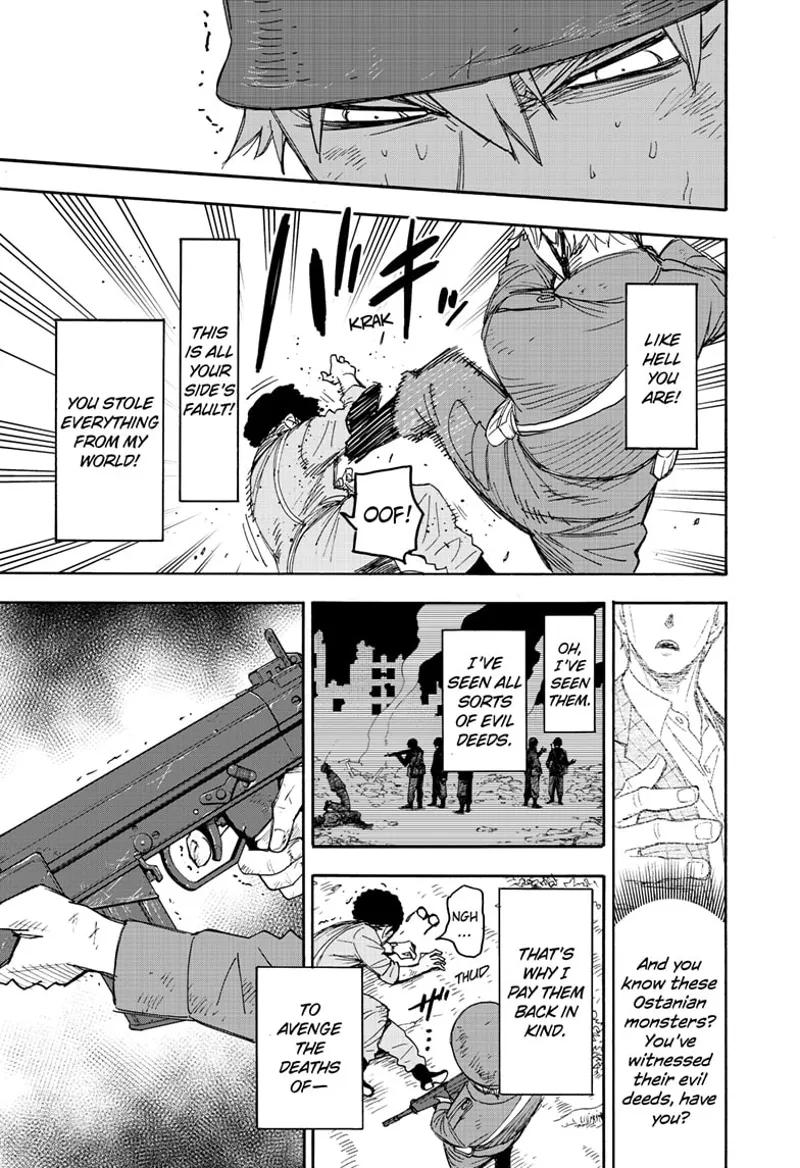 LIKE
HELL
YOU
ARE!
バキッ
KRAK
THIS
IS ALL
YOUR
SIDE'S
FAULT!
OOF!
YOU STOLE
EVERYTHING
FROM MY
WORLD!
And you
know these
Ostanian
monsters?
You've
witnessed
their evil
deeds, have
you?
OH,
I'VE
SEEN
THEM.
I'VE
SEEN ALL
SORTS
OF EVIL
DEEDS.
THAT'S
WHY I
PAY THEM
BACK IN
KIND.
NGH
...
THUD
ドサ…
TO
AVENGE
THE
DEATHS
OF—